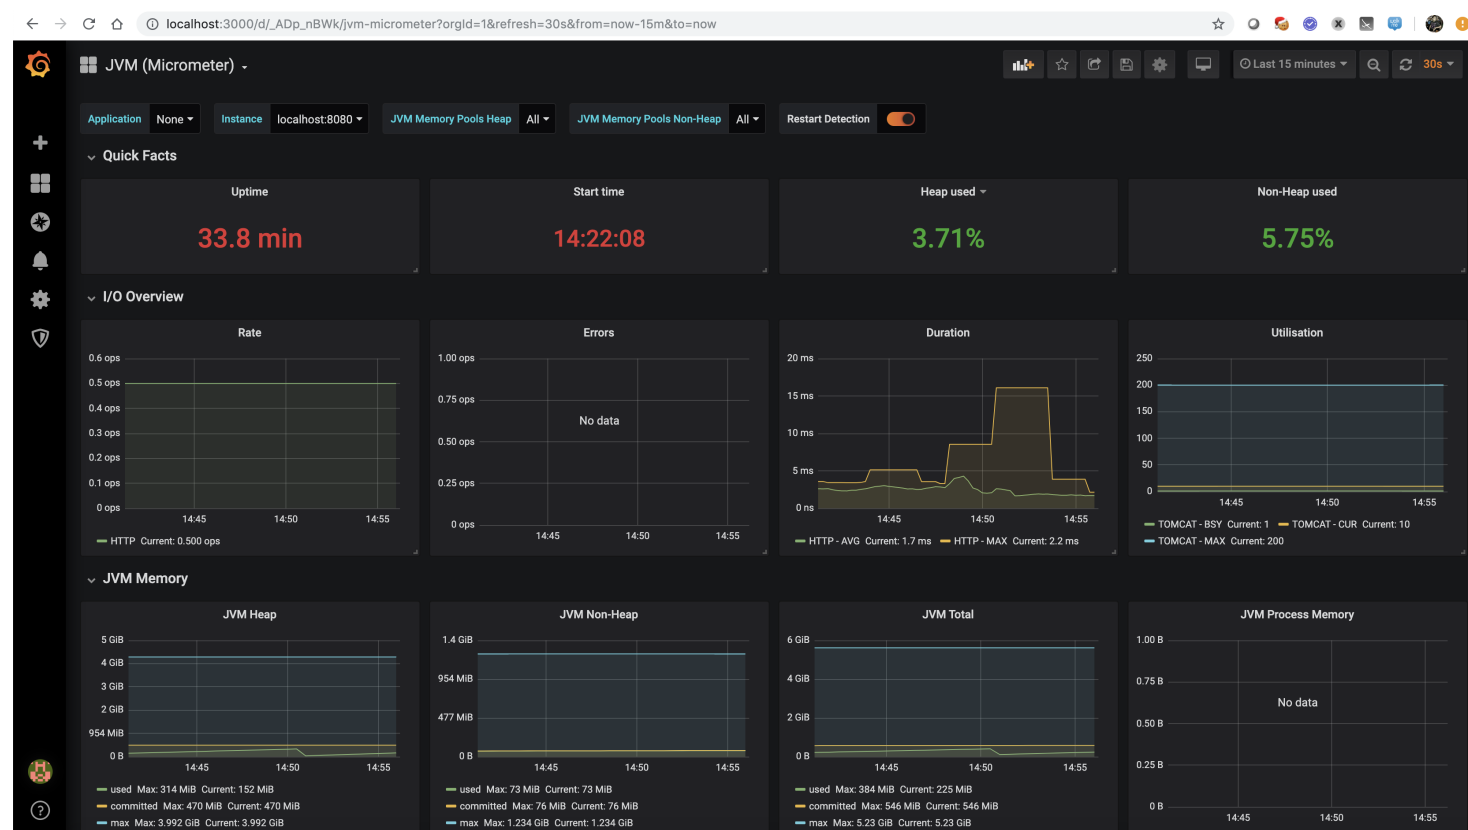 localhost:3000/d/_ADp_nBWk/jvm-micrometer?orgId=1&refresh=30s&from=now-15m&to=now
JVM (Micrometer)
Last 15 minutes
30s
Application None Instance localhost:8080 JVM Memory Pools Heap All JVM Memory Pools Non-Heap All Restart Detection
Quick Facts
Uptime
33.8 min
Start time
14:22:08
Heap used
3.71%
Non-Heap used
5.75%
I/O Overview
Rate
0.6 ops
0.5 ops
0.4 ops
0.3 ops
0.2 ops
0.1 ops
0 ops
14:45 14:50 14:55
HTTP Current: 0.500 ops
Errors
1.00 ops
0.75 ops
No data
0.50 ops
0.25 ops
0 ops
14:45 14:50 14:55
Duration
20 ms
15 ms
10 ms
5 ms
0 ns
14:45 14:50 14:55
HTTP - AVG Current: 1.7 ms HTTP - MAX Current: 2.2 ms
Utilisation
250
200
150
100
50
0
14:45 14:50 14:55
TOMCAT - BSY Current: 1 TOMCAT - CUR Current: 10
TOMCAT - MAX Current: 200
JVM Memory
JVM Heap
5 GiB
4 GiB
3 GiB
2 GiB
954 MiB
0 B
14:45 14:50 14:55
used Max: 314 MiB Current: 152 MiB
committed Max: 470 MiB Current: 470 MiB
max Max: 3.992 GiB Current: 3.992 GiB
JVM Non-Heap
1.4 GiB
954 MiB
477 MiB
0 B
14:45 14:50 14:55
used Max: 73 MiB Current: 73 MiB
committed Max: 76 MiB Current: 76 MiB
max Max: 1.234 GiB Current: 1.234 GiB
JVM Total
6 GiB
4 GiB
2 GiB
0 B
14:45 14:50 14:55
used Max: 384 MiB Current: 225 MiB
committed Max: 546 MiB Current: 546 MiB
max Max: 5.23 GiB Current: 5.23 GiB
JVM Process Memory
1.00 B
0.75 B
No data
0.50 B
0.25 B
0 B
14:45 14:50 14:55